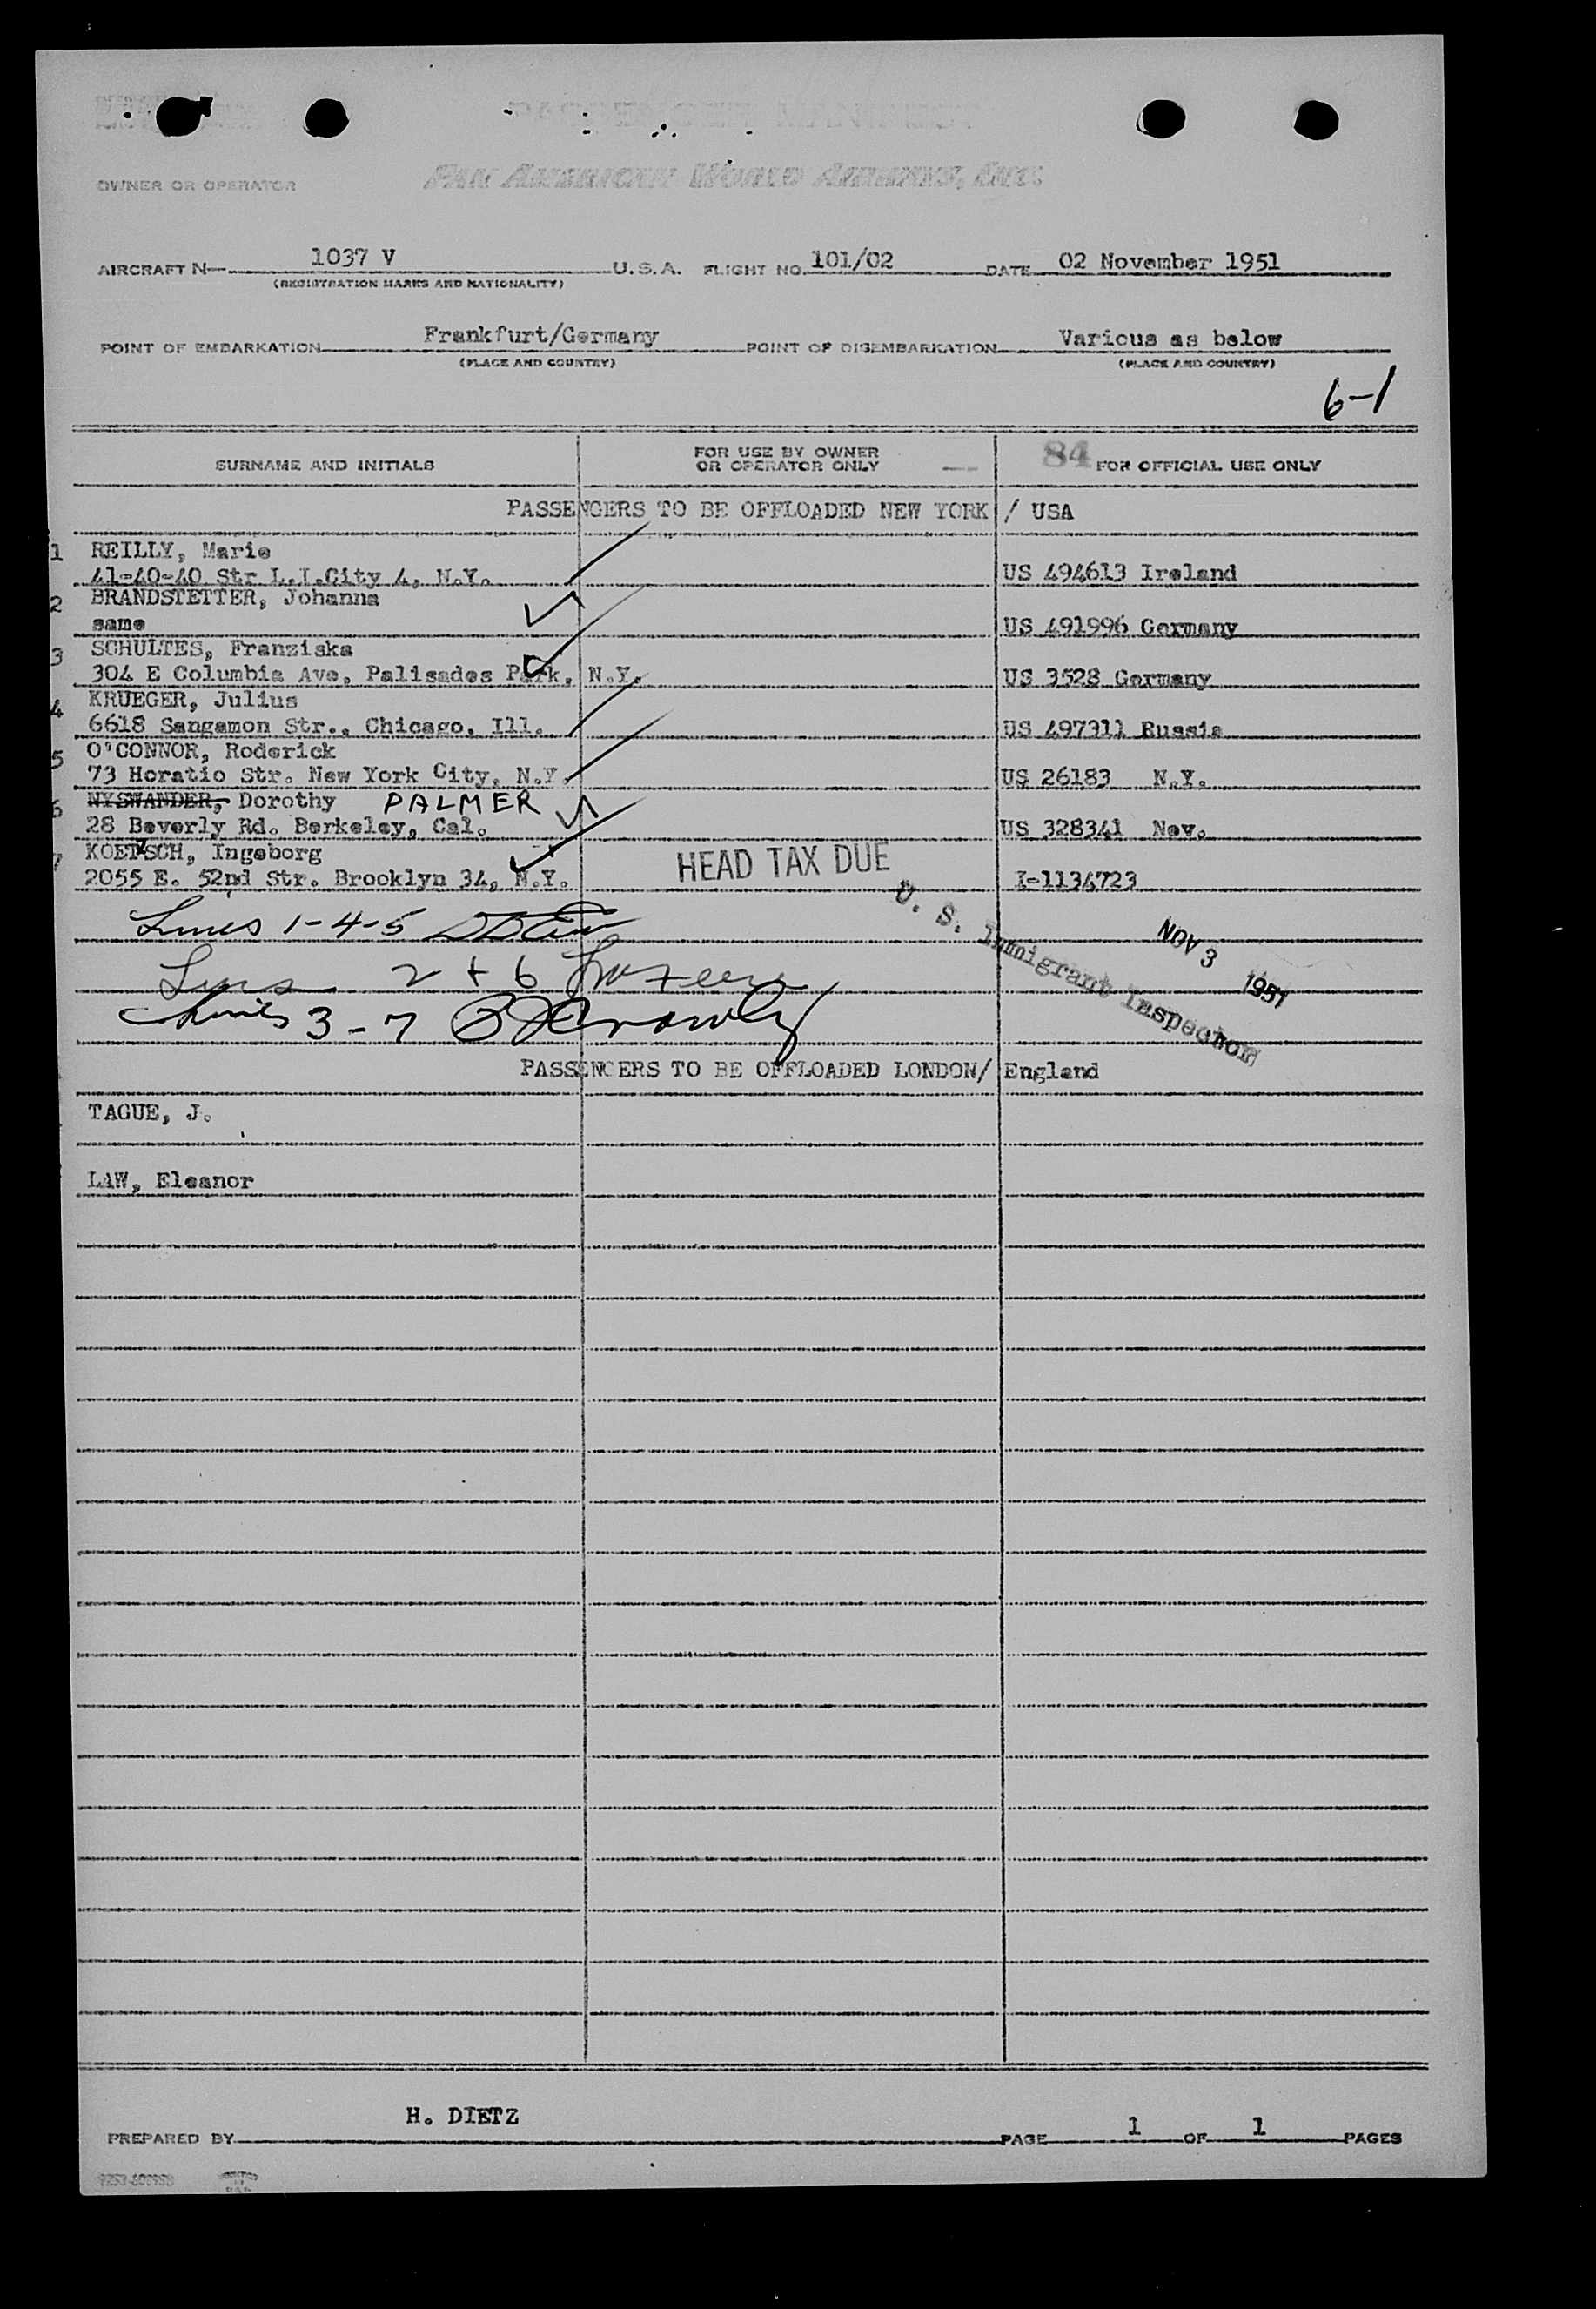 PASSENGER MANIFEST
OWNER OR OPERATOR PAN AMERICAN WORLD AIRWAYS, INC.
AIRCRAFT N— 1037 V U.S.A. FLIGHT NO. 101/02 DATE 02 November 1951
(REGISTRATION MARKS AND NATIONALITY)
POINT OF EMBARKATION Frankfurt/Germany POINT OF DISEMBARKATION Various as below
(PLACE AND COUNTRY) (PLACE AND COUNTRY)
6-1
SURNAME AND INITIALS FOR USE BY OWNER OR OPERATOR ONLY 84 FOR OFFICIAL USE ONLY
PASSENGERS TO BE OFFLOADED NEW YORK / USA
1 REILLY, Marie
41-40-40 Str L.I.City 4, N.Y. US 494613 Ireland
2 BRANDSTETTER, Johanna
same US 491996 Germany
3 SCHULTES, Franziska
304 E Columbia Ave, Palisades Park, N.Y. US 3528 Germany
4 KRUEGER, Julius
6618 Sangamon Str., Chicago, Ill. US 497311 Russia
5 O'CONNOR, Roderick
73 Horatio Str. New York City, N.Y. US 26183 N.Y.
6 NYSWANDER, Dorothy PALMER
28 Beverly Rd. Berkeley, Cal. US 328341 Nev.
7 KOETZSCH, Ingeborg
2055 E. 52nd Str. Brooklyn 34, N.Y. HEAD TAX DUE I-1134723
Lines 1-4-5
Lines 2 + 6
Lines 3-7
U. S. Immigrant Inspector
NOV 3 1951
PASSENGERS TO BE OFFLOADED LONDON/ England
TAGUE, J.
LAW, Eleanor
PREPARED BY H. DIETZ PAGE 1 OF 1 PAGES